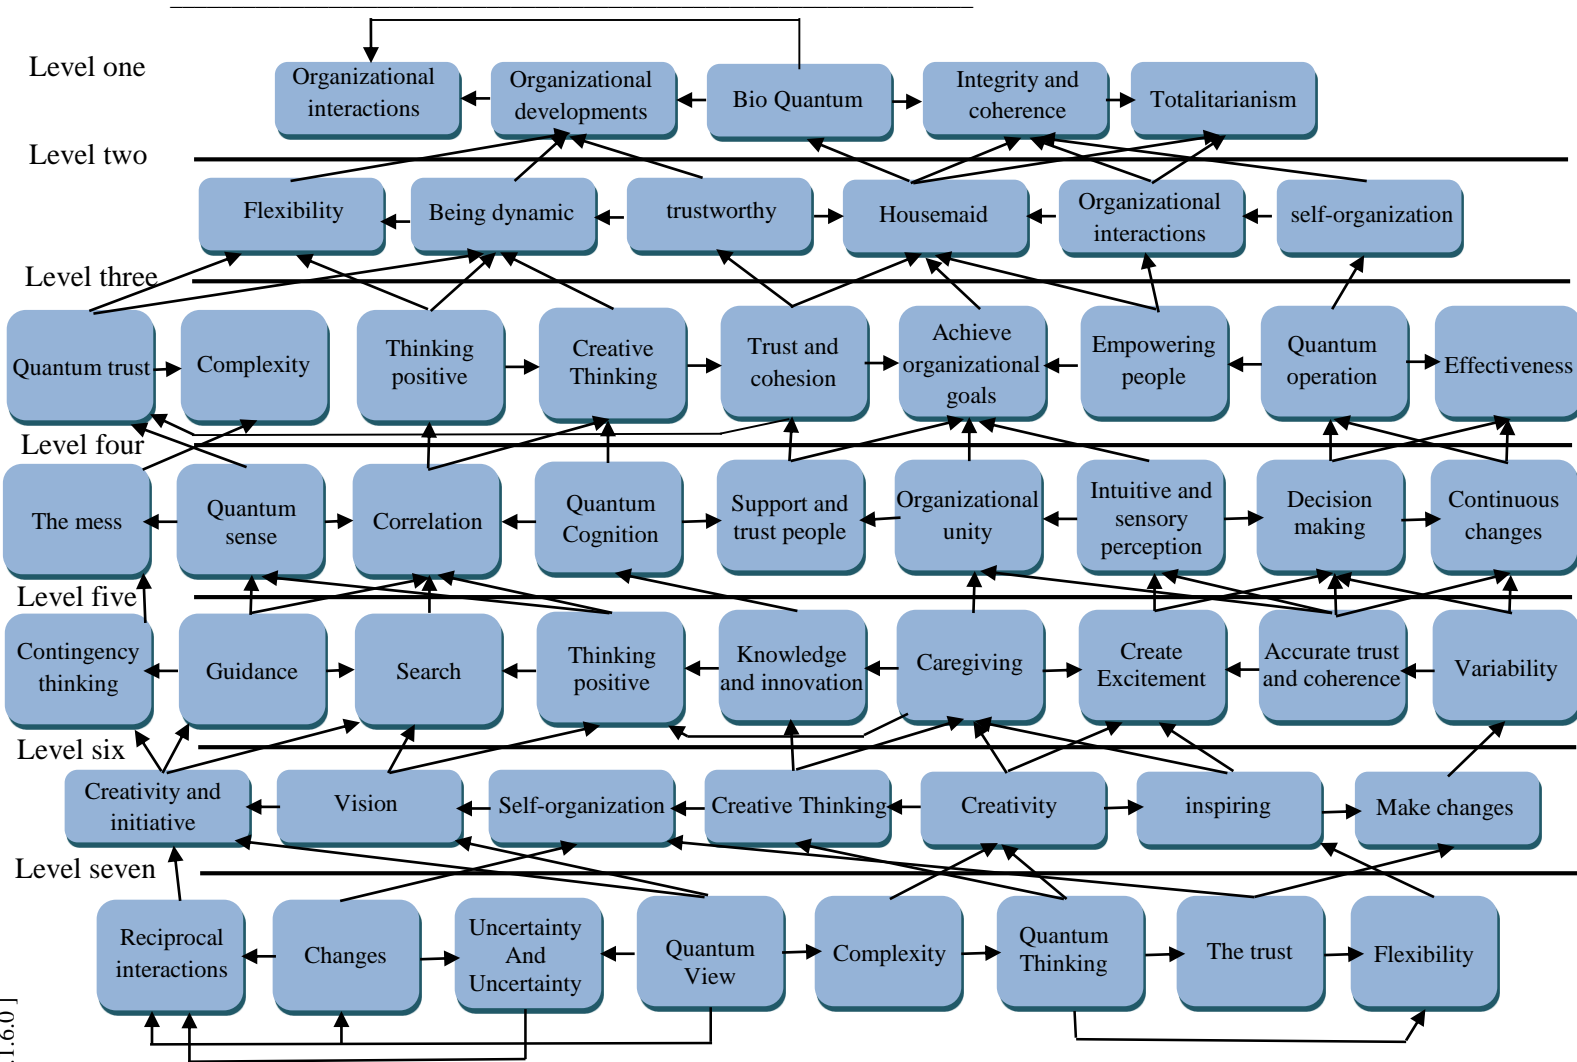 Level one
Organizational
interactions
Organizational
developments
Bio Quantum
Integrity and
coherence
Totalitarianism
Level two
Flexibility
Being dynamic
trustworthy
Housemaid
Organizational
interactions
self-organization
Level three
Quantum trust
Complexity
Thinking
positive
Creative
Thinking
Trust and
cohesion
Achieve
organizational
goals
Empowering
people
Quantum
operation
Effectiveness
Level four
The mess
Quantum
sense
Correlation
Quantum
Cognition
Support and
trust people
Organizational
unity
Intuitive and
sensory
perception
Decision
making
Continuous
changes
Level five
Contingency
thinking
Guidance
Search
Thinking
positive
Knowledge
and innovation
Caregiving
Create
Excitement
Accurate trust
and coherence
Variability
Level six
Creativity and
initiative
Vision
Self-organization
Creative Thinking
Creativity
inspiring
Make changes
Level seven
Reciprocal
interactions
Changes
Uncertainty
And
Uncertainty
Quantum
View
Complexity
Quantum
Thinking
The trust
Flexibility
.1.6.0 ]